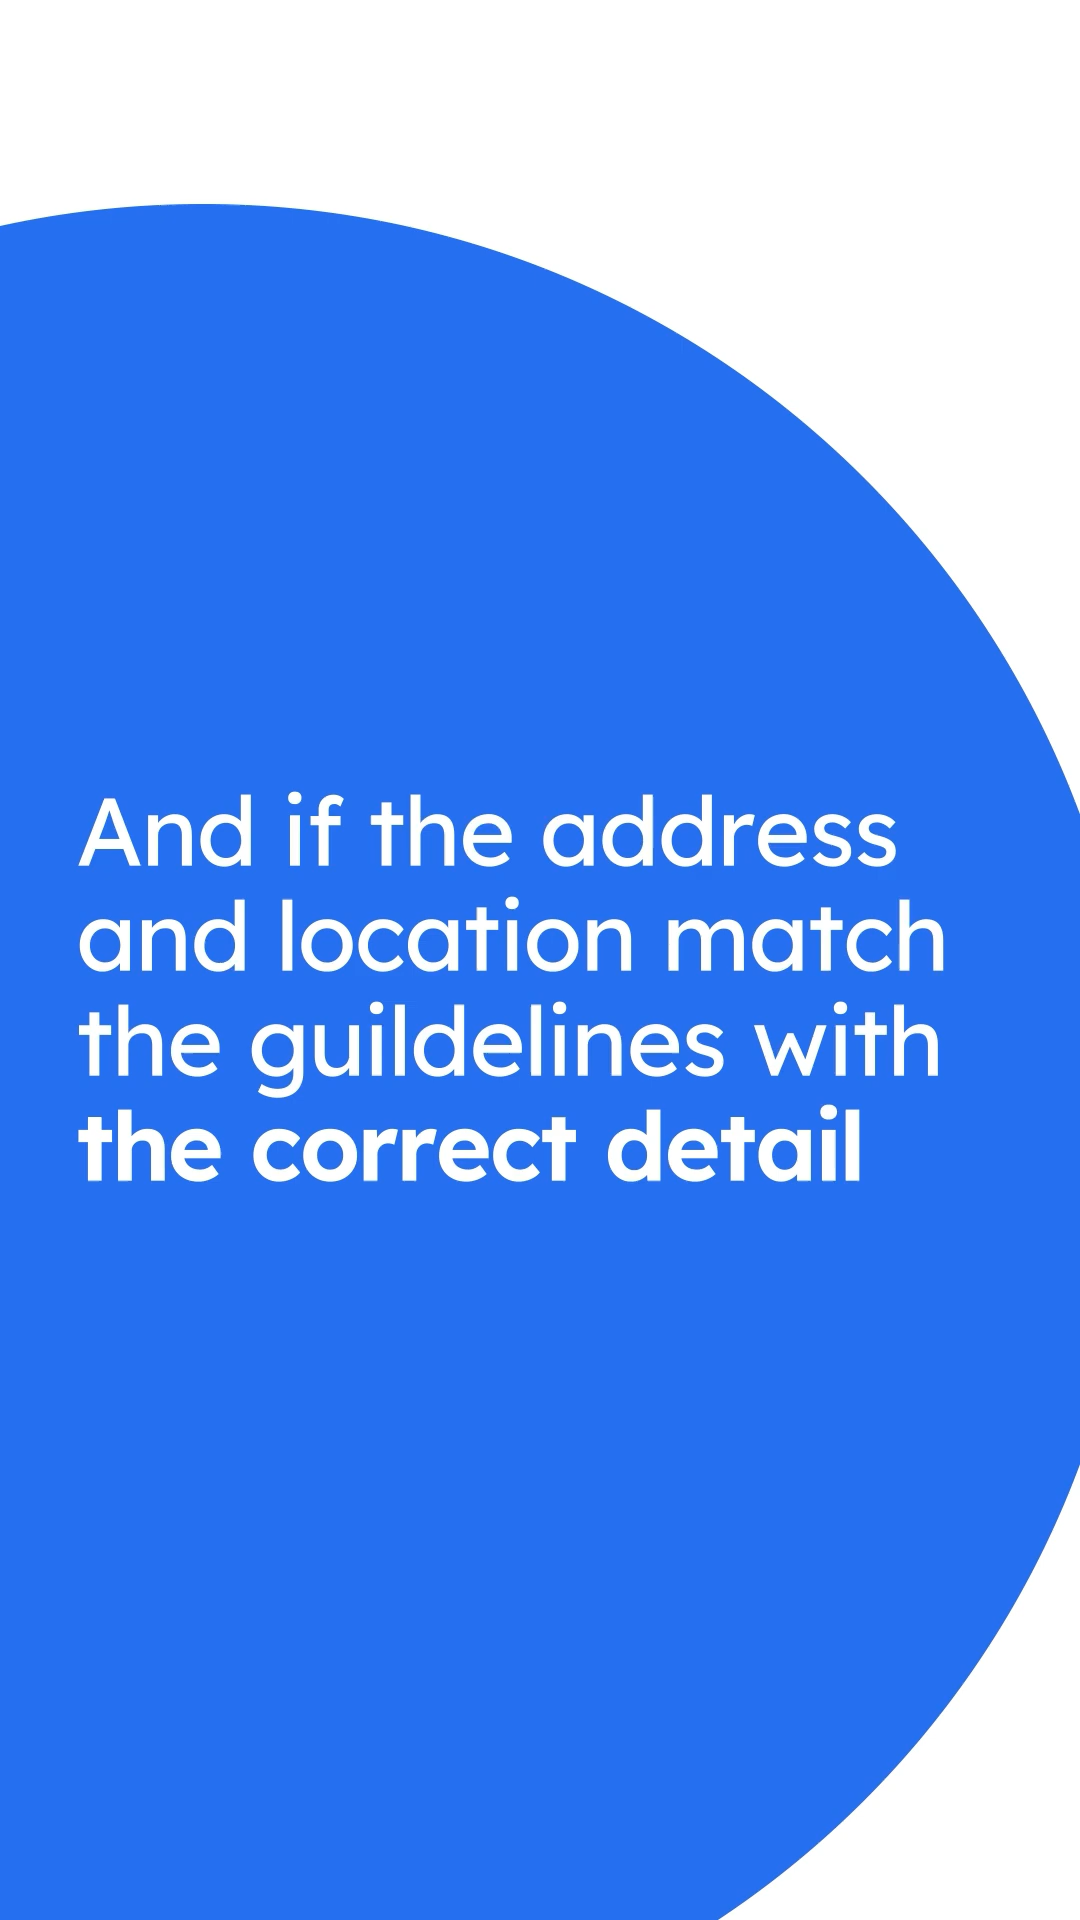 And if the address
and location match
the guildelines with
the correct detail